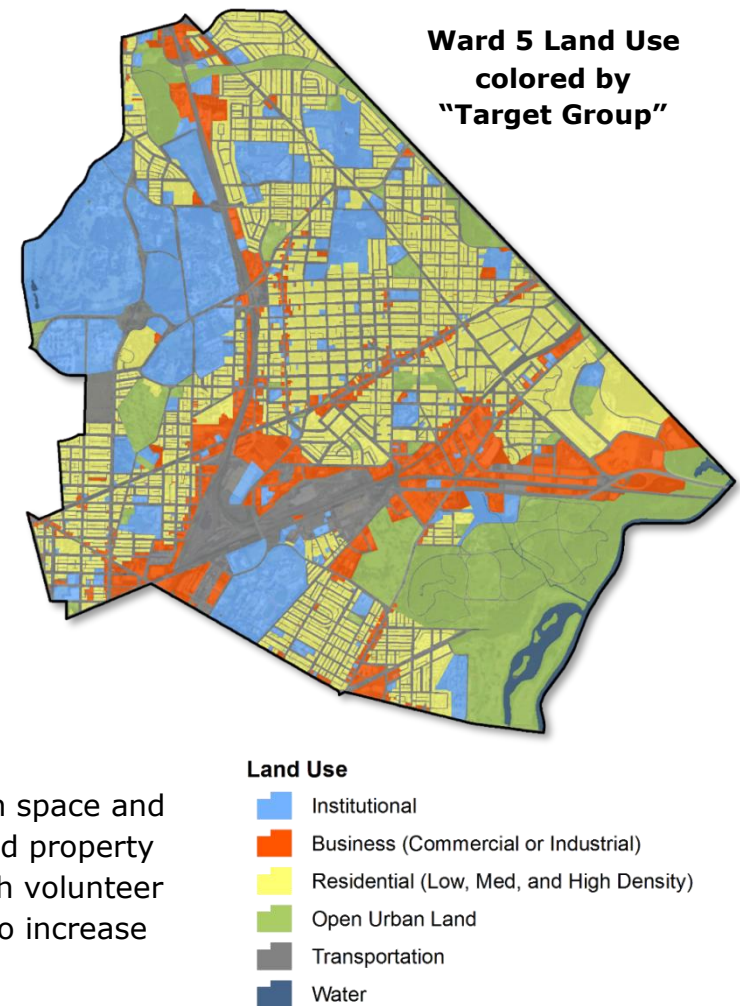 Ward 5 Land Use
colored by
“Target Group”
space and
d property
volunteer
increase
Land Use
Institutional
Business (Commercial or Industrial)
Residential (Low, Med, and High Density)
Open Urban Land
Transportation
Water